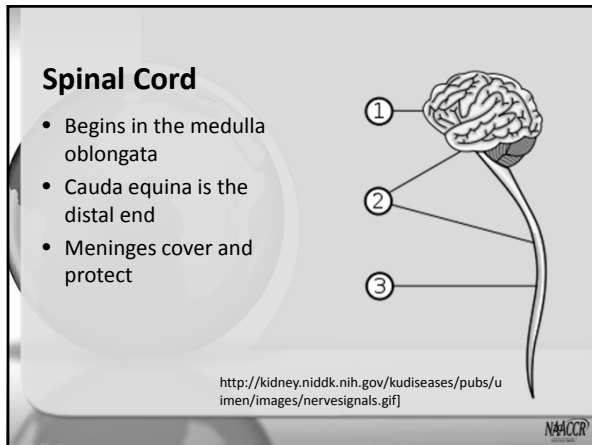 Spinal Cord
• Begins in the medulla
oblongata
• Cauda equina is the
distal end
• Meninges cover and
protect
1
2
3
http://kidney.niddk.nih.gov/kudiseases/pubs/u
imen/images/nervesignals.gif]
NAACCR